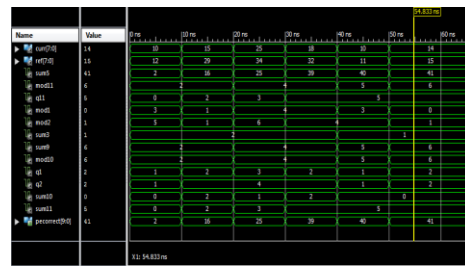 54.833 ns
Name Value 0 ns 10 ns 20 ns 30 ns 40 ns 50 ns 60 ns
curr[7:0] 14 10 15 25 18 10 14
ref[7:0] 15 12 29 34 32 11 15
sum5 41 2 16 25 39 40 41
mod11 6 2 4 5 6
q11 5 0 2 3 5
mod1 0 3 1 4 3 0
mod2 1 5 1 6 4 1
sum3 1 2 1
sum9 6 2 4 5 6
mod10 6 2 4 5 6
q1 2 1 2 3 2 1 2
q2 2 1 4 1 2
sum10 0 0 2 1 2 0
sum11 5 0 2 3 5
pecorrect[9:0] 41 2 16 25 39 40 41
X1: 54.833 ns